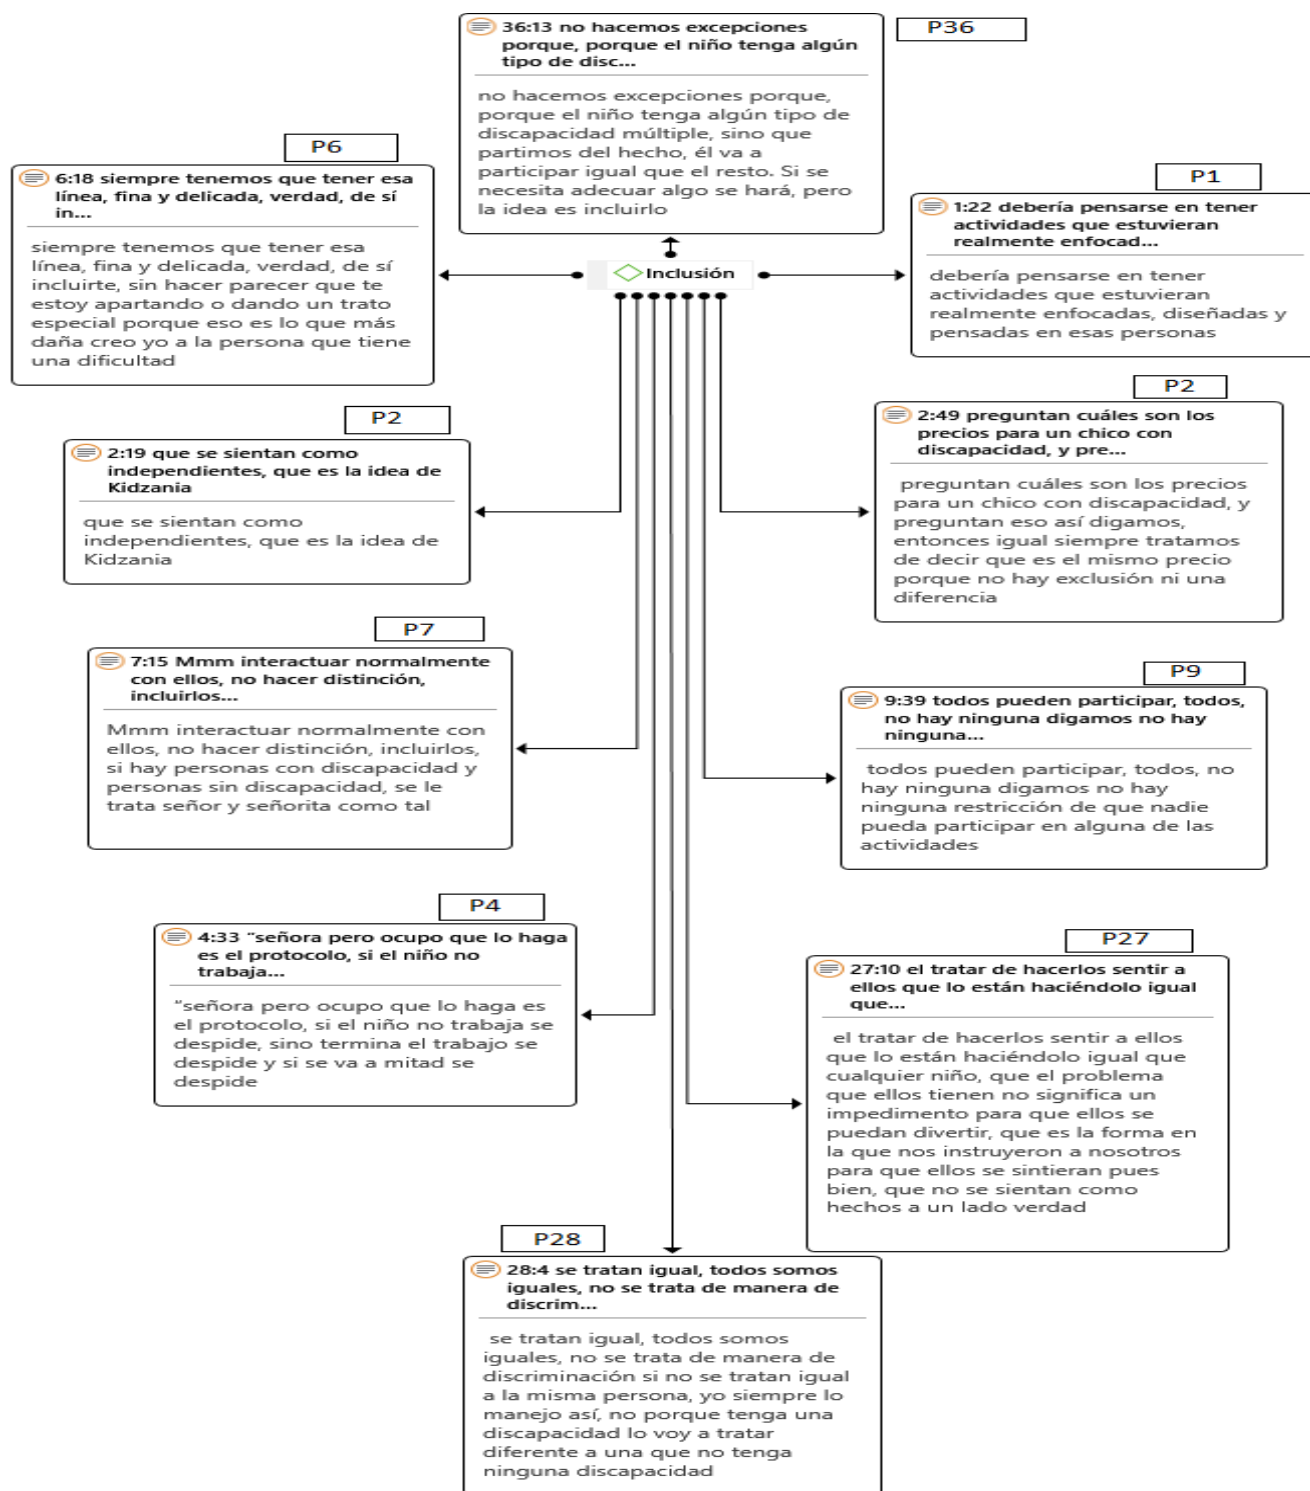 P36
36:13 no hacemos excepciones
porque, porque el niño tenga algún
tipo de disc...
no hacemos excepciones porque,
porque el niño tenga algún tipo de
discapacidad múltiple, sino que
partimos del hecho, él va a
participar igual que el resto. Si se
necesita adecuar algo se hará, pero
la idea es incluirlo
P6
6:18 siempre tenemos que tener esa
línea, fina y delicada, verdad, de sí
in...
siempre tenemos que tener esa
línea, fina y delicada, verdad, de sí
incluirte, sin hacer parecer que te
estoy apartando o dando un trato
especial porque eso es lo que más
daña creo yo a la persona que tiene
una dificultad
P1
1:22 debería pensarse en tener
actividades que estuvieran
realmente enfocad...
debería pensarse en tener
actividades que estuvieran
realmente enfocadas, diseñadas y
pensadas en esas personas
Inclusión
P2
2:19 que se sientan como
independientes, que es la idea de
Kidzania
que se sientan como
independientes, que es la idea de
Kidzania
P2
2:49 preguntan cuáles son los
precios para un chico con
discapacidad, y pre...
preguntan cuáles son los precios
para un chico con discapacidad, y
preguntan eso así digamos,
entonces igual siempre tratamos
de decir que es el mismo precio
porque no hay exclusión ni una
diferencia
P7
7:15 Mmm interactuar normalmente
con ellos, no hacer distinción,
incluirlos...
Mmm interactuar normalmente con
ellos, no hacer distinción, incluirlos,
si hay personas con discapacidad y
personas sin discapacidad, se le
trata señor y señorita como tal
P9
9:39 todos pueden participar, todos,
no hay ninguna digamos no hay
ninguna...
todos pueden participar, todos, no
hay ninguna digamos no hay
ninguna restricción de que nadie
pueda participar en alguna de las
actividades
P4
4:33 "señora pero ocupo que lo haga
es el protocolo, si el niño no
trabaja...
"señora pero ocupo que lo haga es
el protocolo, si el niño no trabaja se
despide, sino termina el trabajo se
despide y si se va a mitad se
despide
P27
27:10 el tratar de hacerlos sentir a
ellos que lo están haciéndolo igual
que...
el tratar de hacerlos sentir a ellos
que lo están haciéndolo igual que
cualquier niño, que el problema
que ellos tienen no significa un
impedimento para que ellos se
puedan divertir, que es la forma en
la que nos instruyeron a nosotros
para que ellos se sintieran pues
bien, que no se sientan como
hechos a un lado verdad
P28
28:4 se tratan igual, todos somos
iguales, no se trata de manera de
discrim...
se tratan igual, todos somos
iguales, no se trata de manera de
discriminación si no se tratan igual
a la misma persona, yo siempre lo
manejo así, no porque tenga una
discapacidad lo voy a tratar
diferente a una que no tenga
ninguna discapacidad